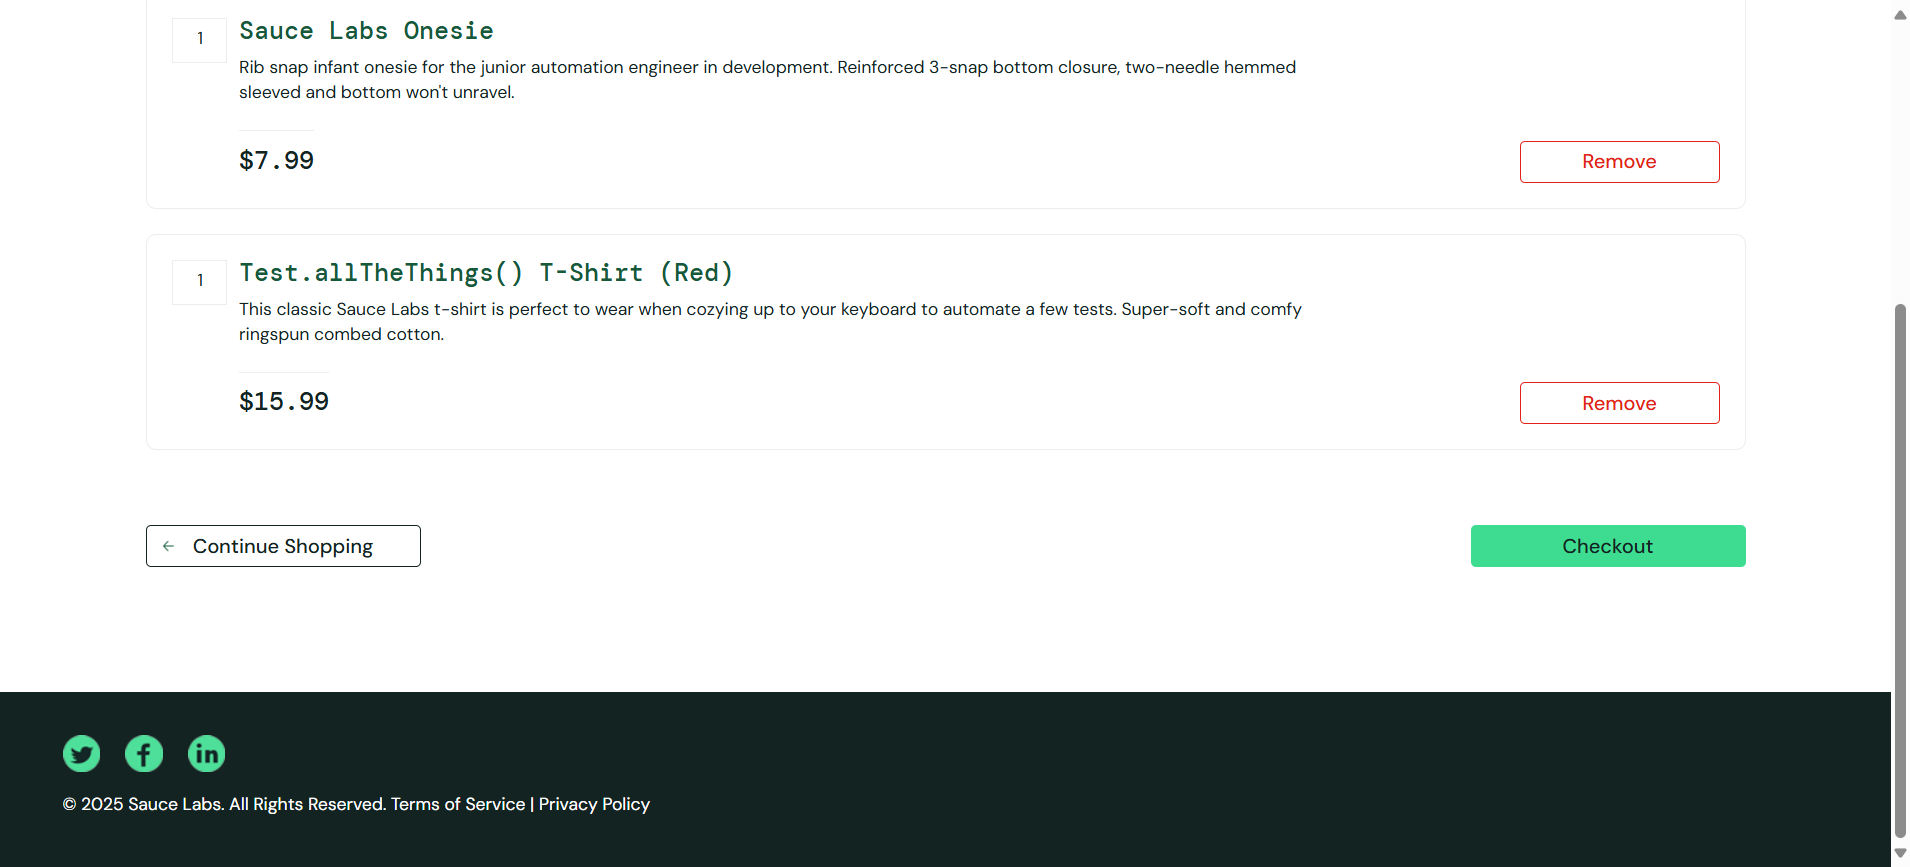 1
Sauce Labs Onesie
Rib snap infant onesie for the junior automation engineer in development. Reinforced 3-snap bottom closure, two-needle hemmed
sleeved and bottom won't unravel.
$7.99
Remove
1
Test.allTheThings() T-Shirt (Red)
This classic Sauce Labs t-shirt is perfect to wear when cozying up to your keyboard to automate a few tests. Super-soft and comfy
ringspun combed cotton.
$15.99
Remove
Continue Shopping
Checkout
© 2025 Sauce Labs. All Rights Reserved. Terms of Service | Privacy Policy